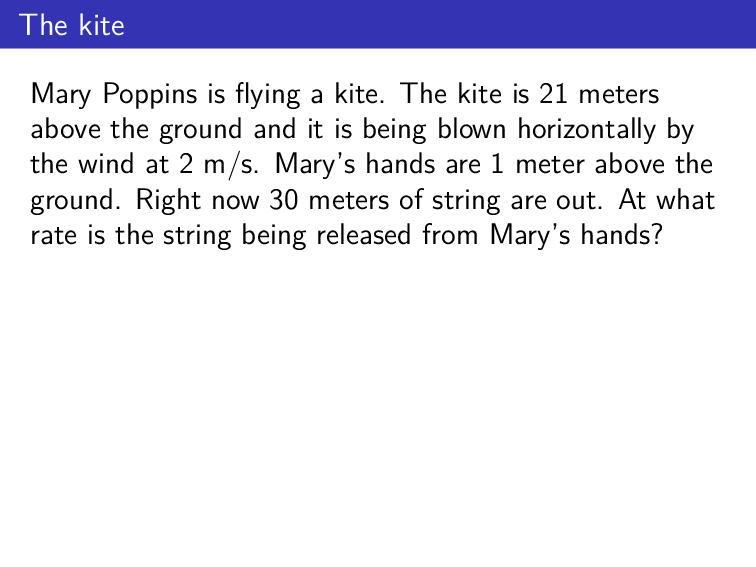 The kite
Mary Poppins is flying a kite. The kite is 21 meters
above the ground and it is being blown horizontally by
the wind at 2 m/s. Mary's hands are 1 meter above the
ground. Right now 30 meters of string are out. At what
rate is the string being released from Mary's hands?